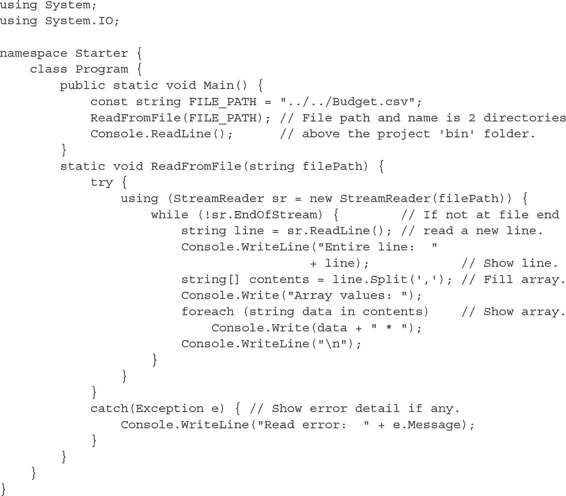 using System;
using System.IO;

namespace Starter {
    class Program {
        public static void Main() {
            const string FILE_PATH = "../../Budget.csv";
            ReadFromFile(FILE_PATH); // File path and name is 2 directories
            Console.ReadLine();      // above the project 'bin' folder.
        }
        static void ReadFromFile(string filePath) {
            try {
                using (StreamReader sr = new StreamReader(filePath)) {
                    while (!sr.EndOfStream) {        // If not at file end
                        string line = sr.ReadLine(); // read a new line.
                        Console.WriteLine("Entire line:  "
                                         + line);            // Show line.
                        string[] contents = line.Split(','); // Fill array.
                        Console.Write("Array values: ");
                        foreach (string data in contents)    // Show array.
                            Console.Write(data + " * ");
                        Console.WriteLine("\n");
                    }
                }
            }
            catch(Exception e) { // Show error detail if any.
                Console.WriteLine("Read error:  " + e.Message);
            }
        }
    }
}